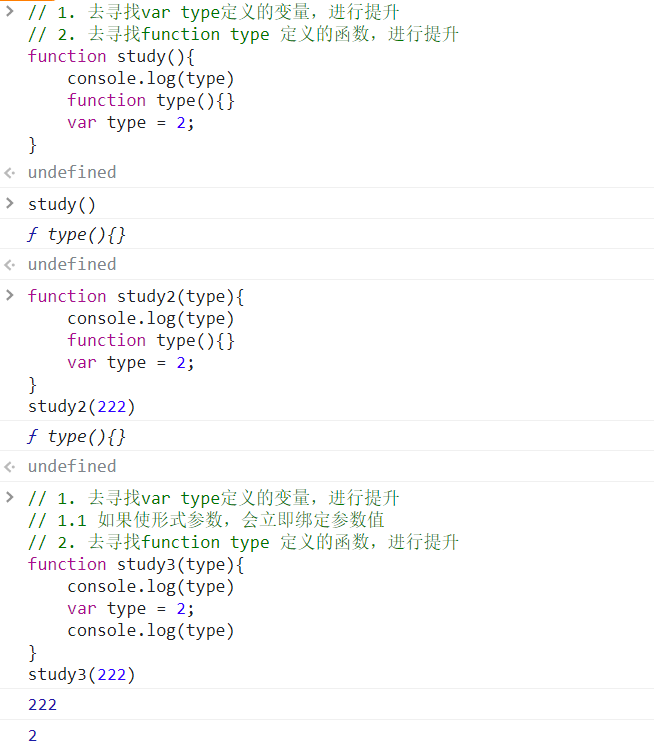 // 1. 去寻找var type定义的变量，进行提升
// 2. 去寻找function type 定义的函数，进行提升
function study(){
    console.log(type)
    function type(){}
    var type = 2;
}
undefined
study()
ƒ type(){}
undefined
function study2(type){
    console.log(type)
    function type(){}
    var type = 2;
}
study2(222)
ƒ type(){}
undefined
// 1. 去寻找var type定义的变量，进行提升
// 1.1 如果使形式参数，会立即绑定参数值
// 2. 去寻找function type 定义的函数，进行提升
function study3(type){
    console.log(type)
    var type = 2;
    console.log(type)
}
study3(222)
222
2